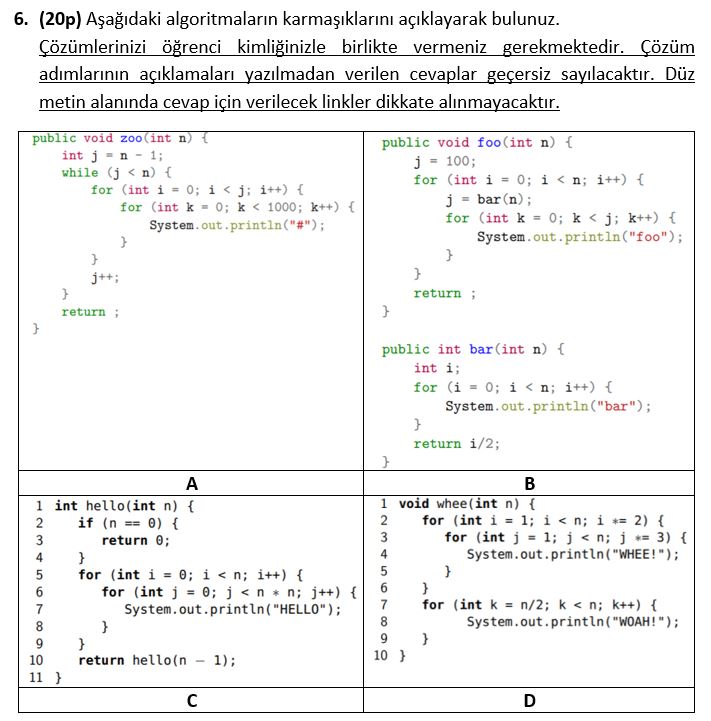 6. (20p) Aşağıdaki algoritmaların karmaşıklarını açıklayarak bulunuz.
Çözümlerinizi öğrenci kimliğinizle birlikte vermeniz gerekmektedir. Çözüm
adımlarının açıklamaları yazılmadan verilen cevaplar geçersiz sayılacaktır. Düz
metin alanında cevap için verilecek linkler dikkate alınmayacaktır.
public void zoo(int n) {
    int j = n - 1;
    while (j < n) {
        for (int i = 0; i < j; i++) {
            for (int k = 0; k < 1000; k++) {
                System.out.println("#");
            }
        }
        j++;
    }
    return ;
}
A
public void foo(int n) {
    j = 100;
    for (int i = 0; i < n; i++) {
        j = bar(n);
        for (int k = 0; k < j; k++) {
            System.out.println("foo");
        }
    }
    return ;
}
public int bar(int n) {
    int i;
    for (i = 0; i < n; i++) {
        System.out.println("bar");
    }
    return i/2;
}
B
1 int hello(int n) {
2     if (n == 0) {
3         return 0;
4     }
5     for (int i = 0; i < n; i++) {
6         for (int j = 0; j < n * n; j++) {
7             System.out.println("HELLO");
8         }
9     }
10     return hello(n - 1);
11 }
C
1 void whee(int n) {
2     for (int i = 1; i < n; i *= 2) {
3         for (int j = 1; j < n; j *= 3) {
4             System.out.println("WHEE!");
5         }
6     }
7     for (int k = n/2; k < n; k++) {
8         System.out.println("WOAH!");
9     }
10 }
D